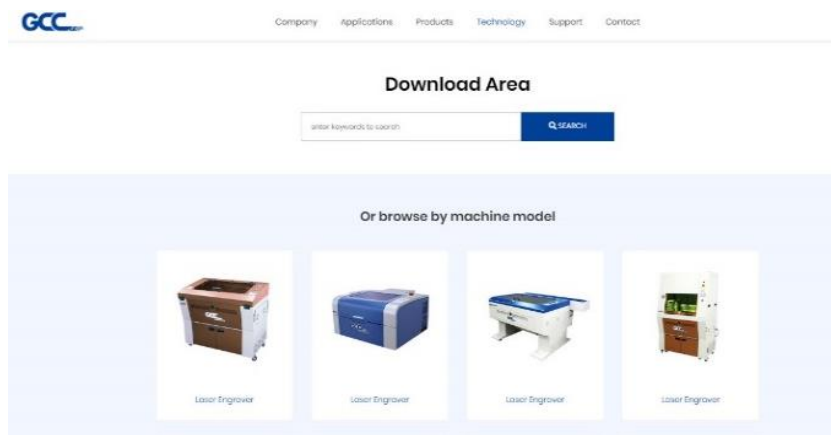 GCC
Company Applications Products Technology Support Contact
Download Area
enter keywords to search SEARCH
Or browse by machine model
GCC
Laser Engraver Laser Engraver Laser Engraver Laser Engraver